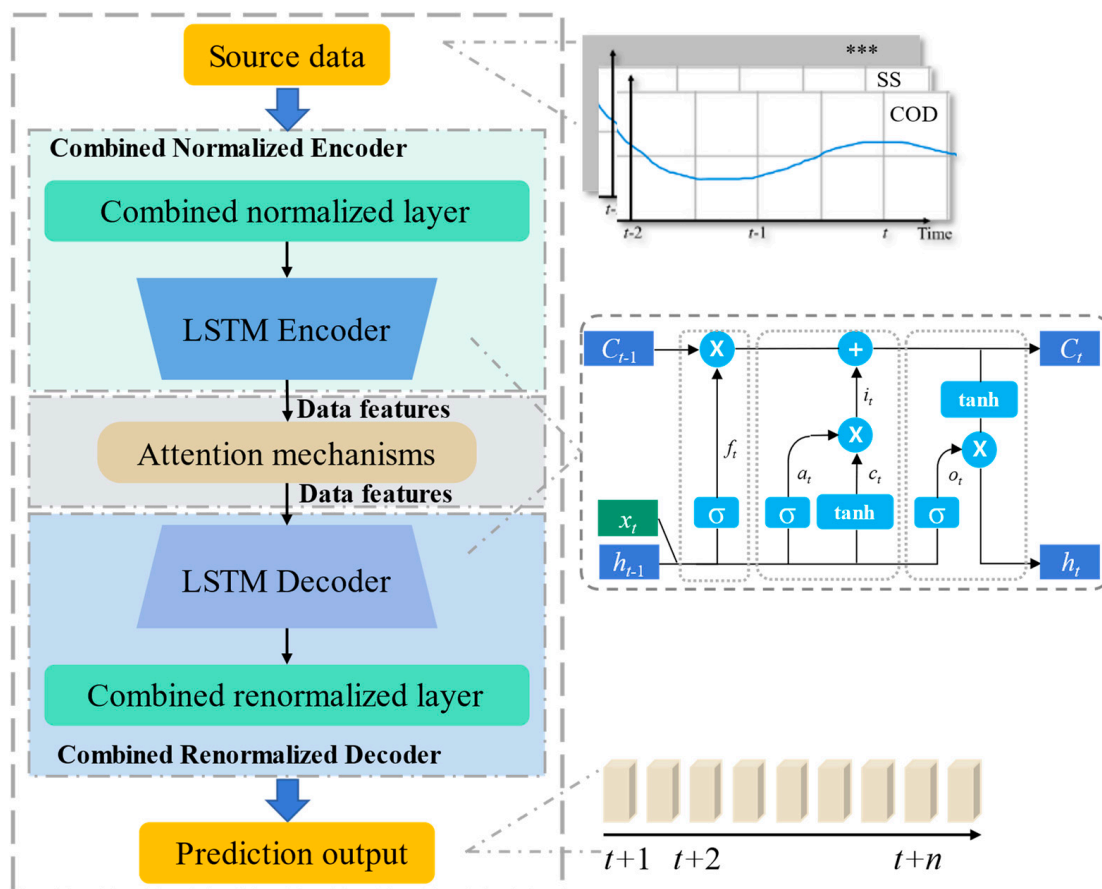 Source data
Combined Normalized Encoder
Combined normalized layer
LSTM Encoder
Data features
Attention mechanisms
Data features
LSTM Decoder
Combined renormalized layer
Combined Renormalized Decoder
Prediction output
***
SS
COD
t-
t-2 t-1 t Time
C_{t-1} X + C_t
i_t tanh
f_t a_t X c_t o_t X
x_t σ σ tanh σ
h_{t-1} h_t
t+1 t+2 t+n